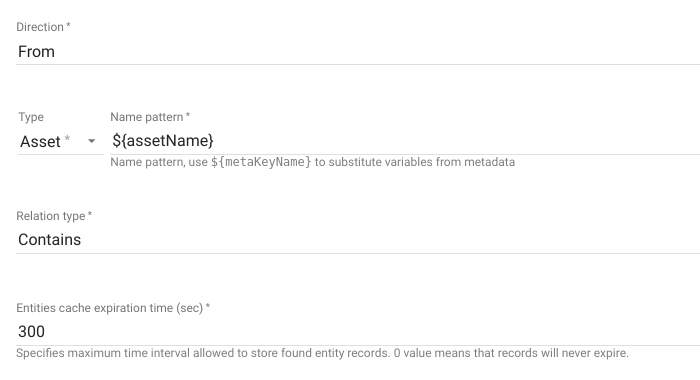 Direction *
From
Type
Name pattern *
Asset *
${assetName}
Name pattern, use ${metaKeyName} to substitute variables from metadata
Relation type *
Contains
Entities cache expiration time (sec) *
300
Specifies maximum time interval allowed to store found entity records. 0 value means that records will never expire.